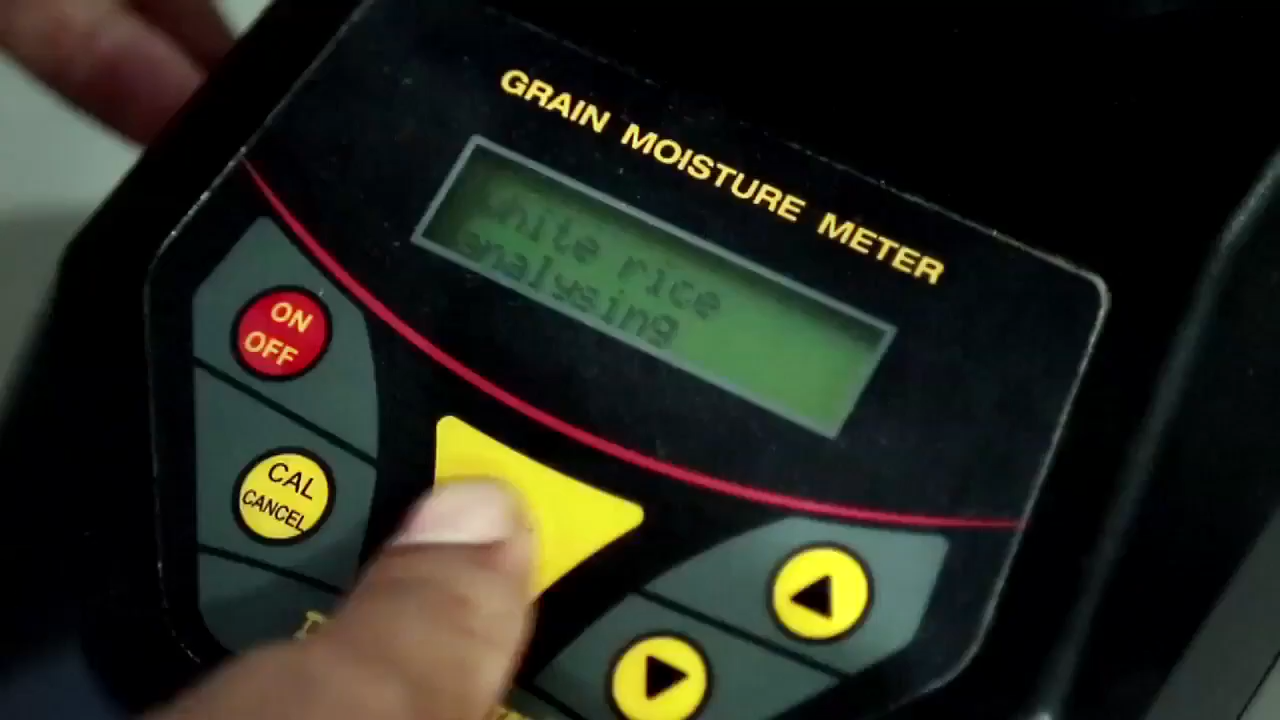 GRAIN MOISTURE METER
White rice
analysing
ON
OFF
CAL
CANCEL